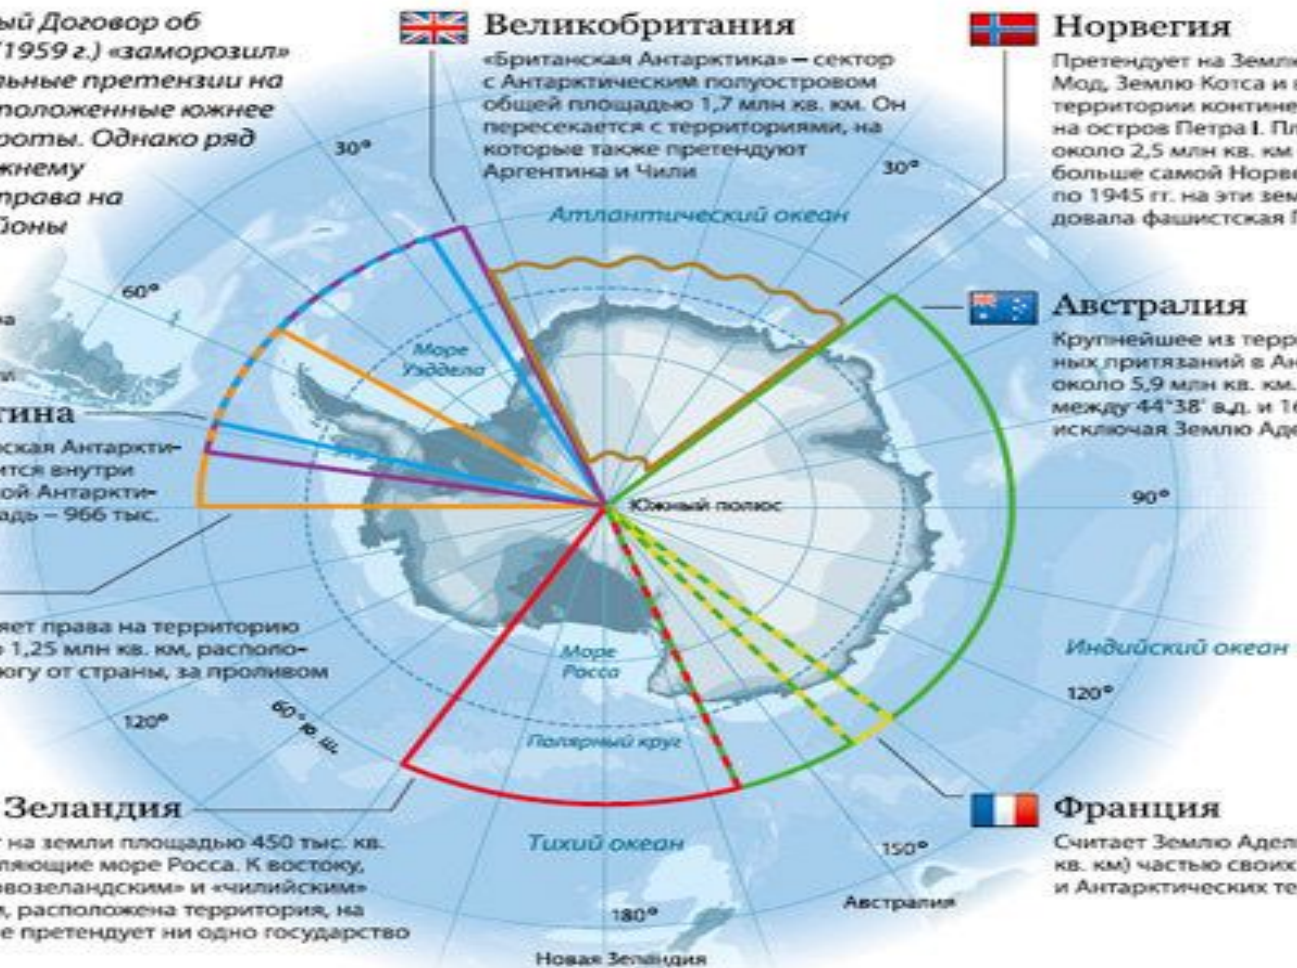 ый Договор об
(1959 г.) «заморозил»
льные претензии на
положенные южнее
роты. Однако ряд
жнему
права на
йоны
Великобритания
«Британская Антарктика» – сектор
с Антарктическим полуостровом
общей площадью 1,7 млн кв. км. Он
пересекается с территориями, на
которые также претендуют
Аргентина и Чили
Норвегия
Претендует на Землю
Мод, Землю Котса и в
территории контине
на остров Петра I. Пл
около 2,5 млн кв. км
больше самой Норве
по 1945 гг. на эти зем
довала фашистская Г
Австралия
Крупнейшее из терр
ных притязаний в Ан
около 5,9 млн кв. км.
между 44°38' в.д. и 16
исключая Землю Аде
30°
30°
Атлантический океан
60°
ра
ли
Море
Уэдделла
тина
ская Антаркти-
ится внутри
ой Антаркти-
адь – 966 тыс.
Южный полюс
90°
яет права на территорию
о 1,25 млн кв. км, располо-
югу от страны, за проливом
Море
Росса
Индийский океан
120°
120°
60° ю. ш.
Полярный круг
Зеландия
т на земли площадью 450 тыс. кв.
ляющие море Росса. К востоку,
овозеландским» и «чилийским»
и, расположена территория, на
е претендует ни одно государство
Тихий океан
150°
180°
Австралия
Новая Зеландия
Франция
Считает Землю Адел
кв. км) частью своих
и Антарктических те